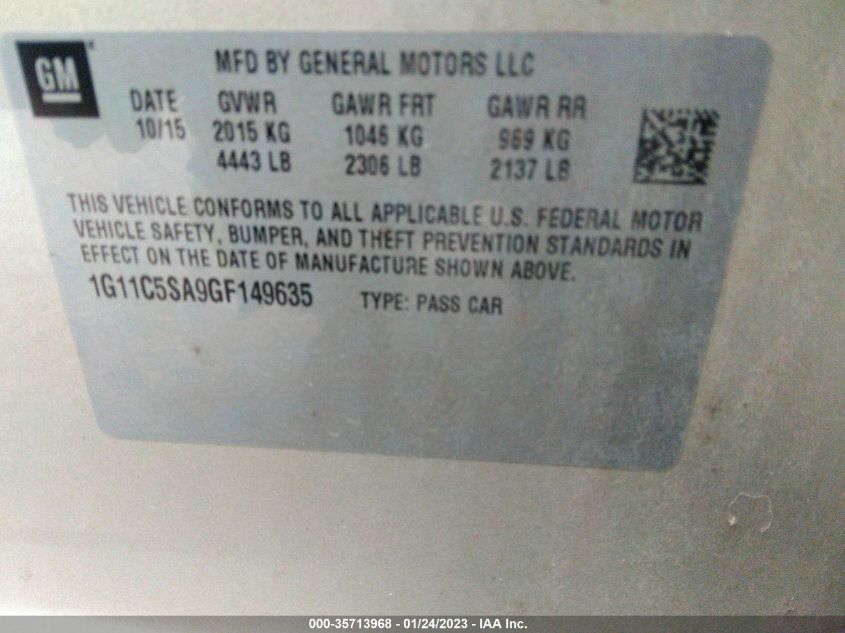 GM
MFD BY GENERAL MOTORS LLC
DATE GVWR GAWR FRT GAWR RR
10/15 2015 KG 1046 KG 969 KG
4443 LB 2306 LB 2137 LB
THIS VEHICLE CONFORMS TO ALL APPLICABLE U.S. FEDERAL MOTOR
VEHICLE SAFETY, BUMPER, AND THEFT PREVENTION STANDARDS IN
EFFECT ON THE DATE OF MANUFACTURE SHOWN ABOVE.
1G11C5SA9GF149635 TYPE: PASS CAR
000-35713968 - 01/24/2023 - IAA Inc.